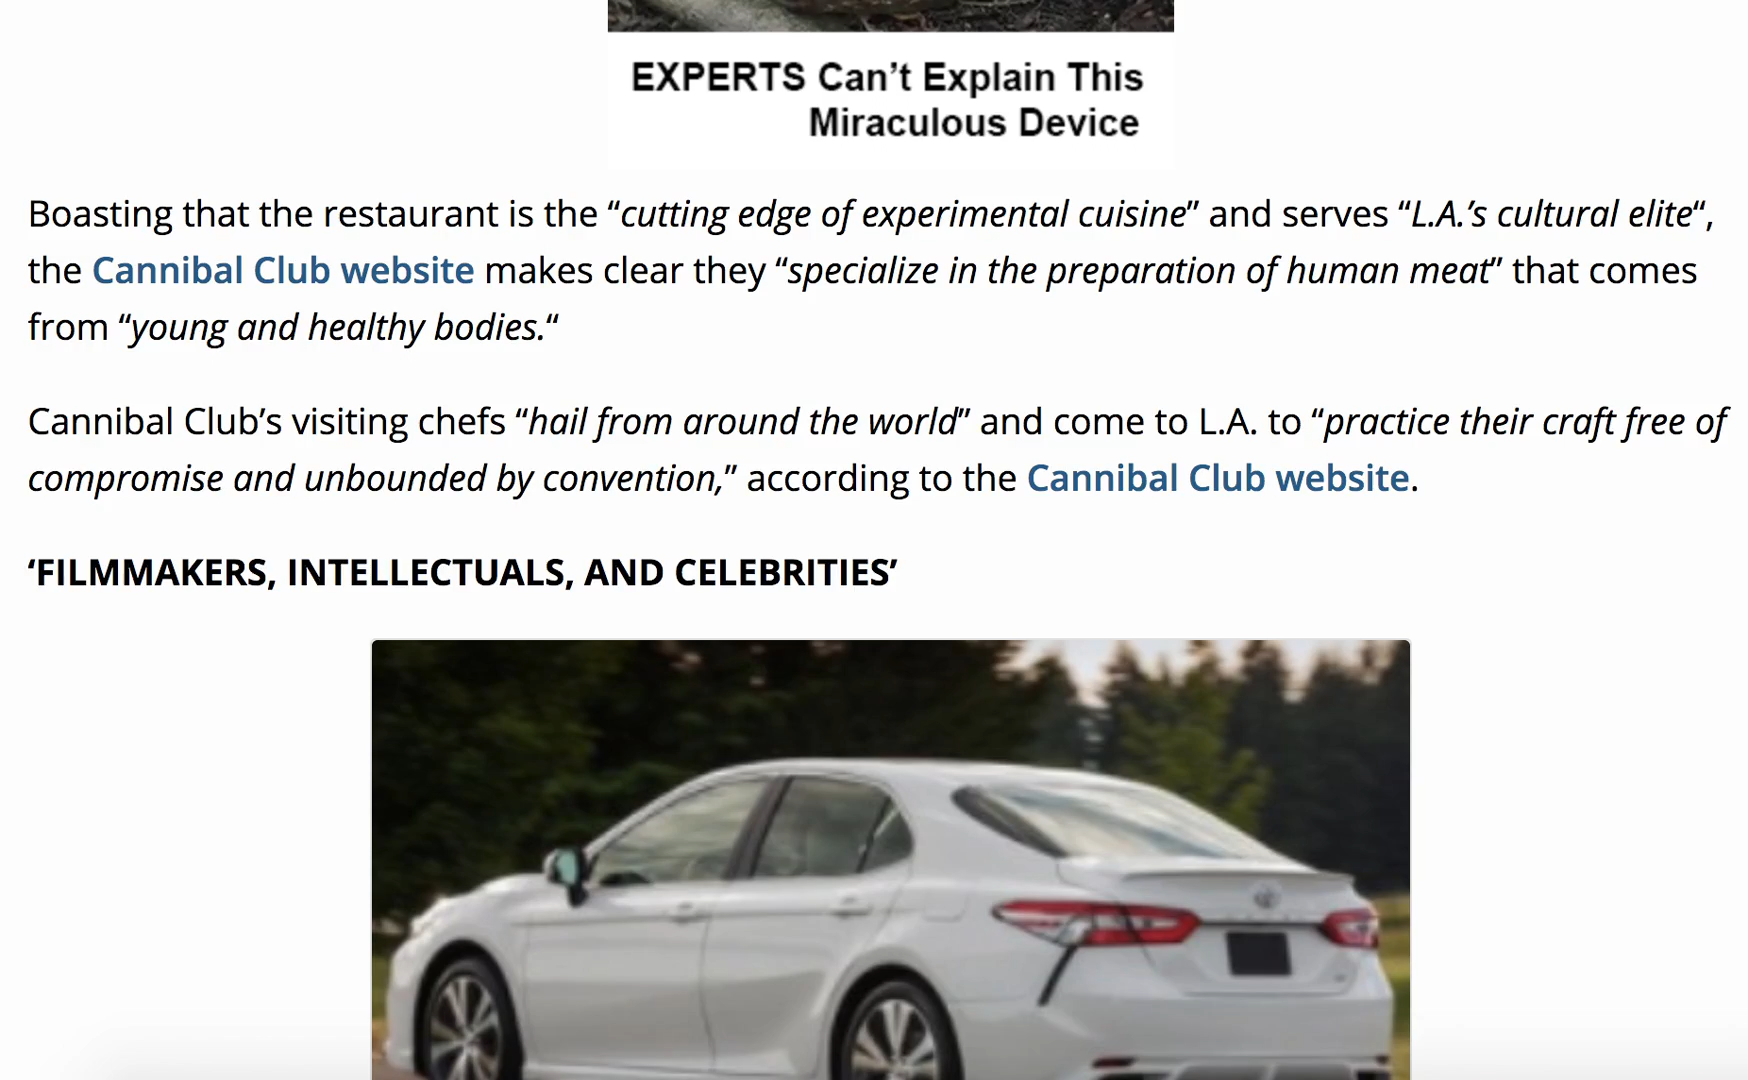 EXPERTS Can’t Explain This
Miraculous Device
Boasting that the restaurant is the “cutting edge of experimental cuisine” and serves “L.A.’s cultural elite“,
the Cannibal Club website makes clear they “specialize in the preparation of human meat” that comes
from “young and healthy bodies.“
Cannibal Club’s visiting chefs “hail from around the world” and come to L.A. to “practice their craft free of
compromise and unbounded by convention,” according to the Cannibal Club website.
‘FILMMAKERS, INTELLECTUALS, AND CELEBRITIES’